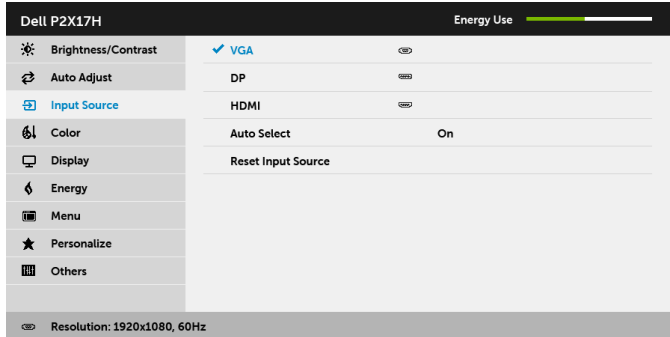 Dell P2X17H
Energy Use
Brightness/Contrast
Auto Adjust
Input Source
Color
Display
Energy
Menu
Personalize
Others
VGA
DP
HDMI
Auto Select On
Reset Input Source
Resolution: 1920x1080, 60Hz